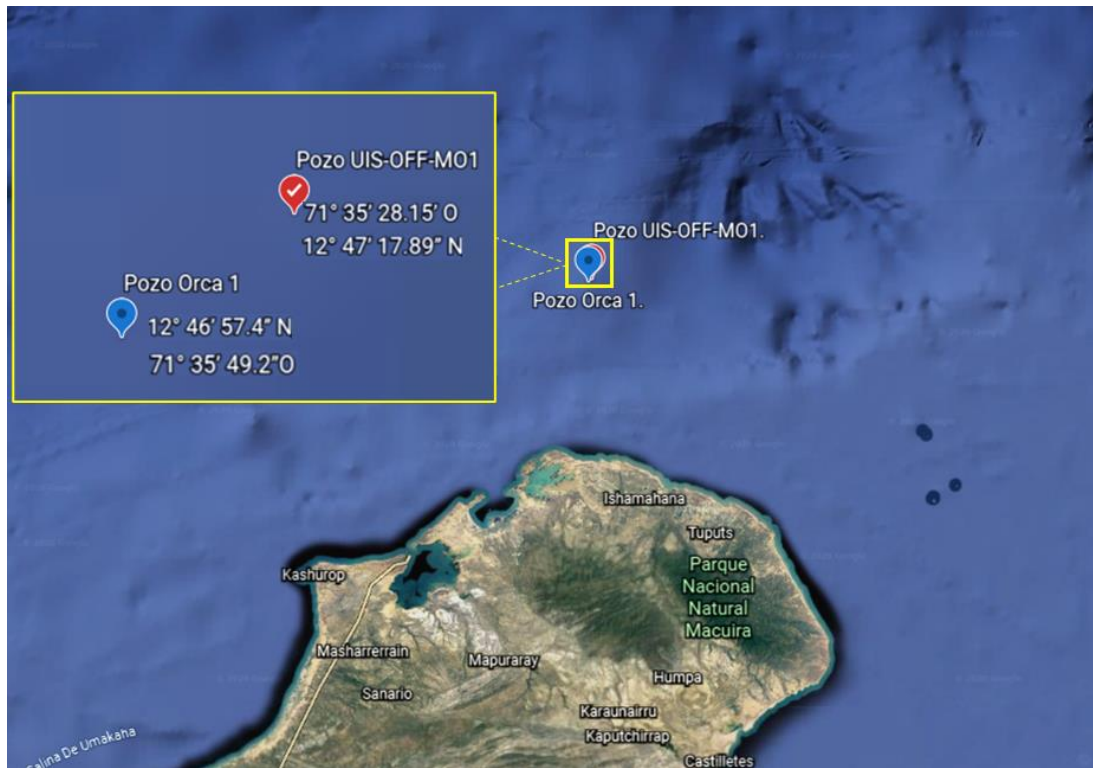 Pozo UIS-OFF-MO1
71° 35’ 28.15’ O
12° 47’ 17.89” N
Pozo Orca 1
12° 46’ 57.4” N
71° 35’ 49.2”O
Pozo UIS-OFF-MO1.
Pozo Orca 1.
Ishamahana
Tuputs
Kashurop
Parque
Nacional
Natural
Macuira
Masharrerrain
Mapuraray
Humpa
Sanario
Karaunairru
Kaputchirrap
Salina De Umakaha
Castilletes